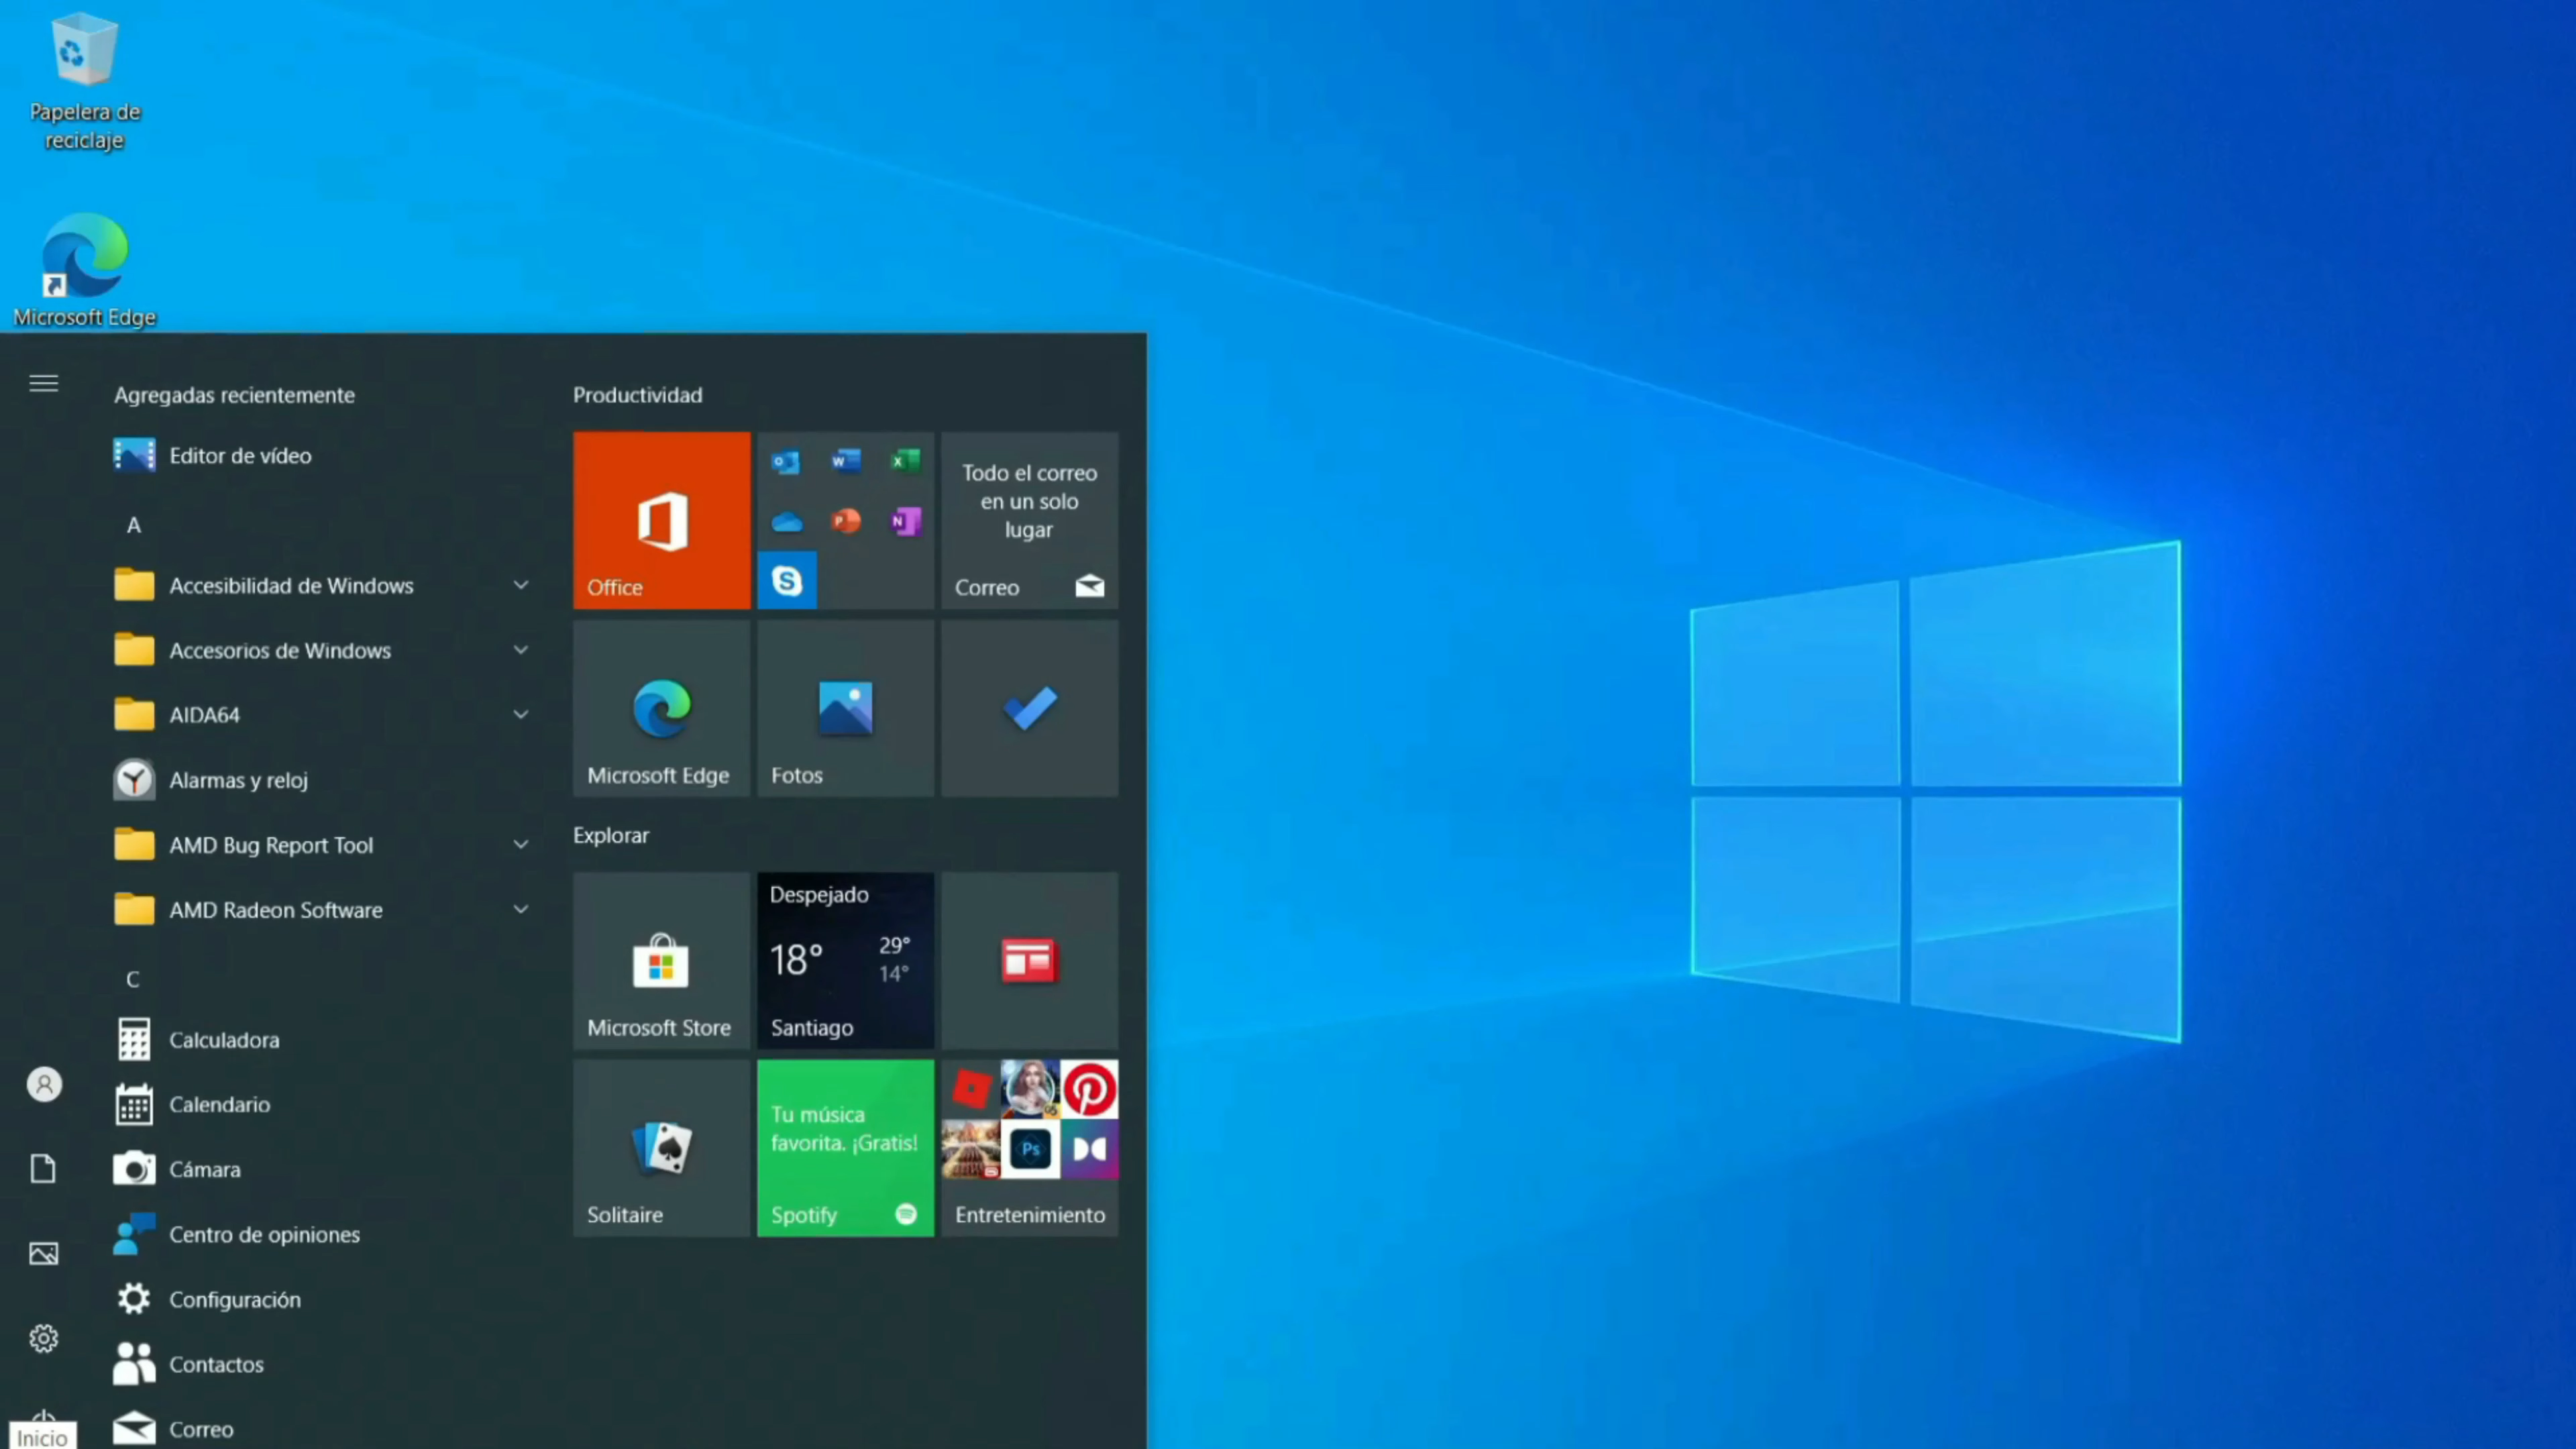 Papelera de
reciclaje
Microsoft Edge
Agregadas recientemente
Editor de vídeo
A
Accesibilidad de Windows
Accesorios de Windows
AIDA64
Alarmas y reloj
AMD Bug Report Tool
AMD Radeon Software
C
Calculadora
Calendario
Cámara
Centro de opiniones
Configuración
Contactos
Correo
Inicio
Productividad
Office
Todo el correo
en un solo
lugar
Correo
Microsoft Edge
Fotos
Explorar
Microsoft Store
Despejado
18°
29°
14°
Santiago
Solitaire
Tu música
favorita. ¡Gratis!
Spotify
Ps
Entretenimiento